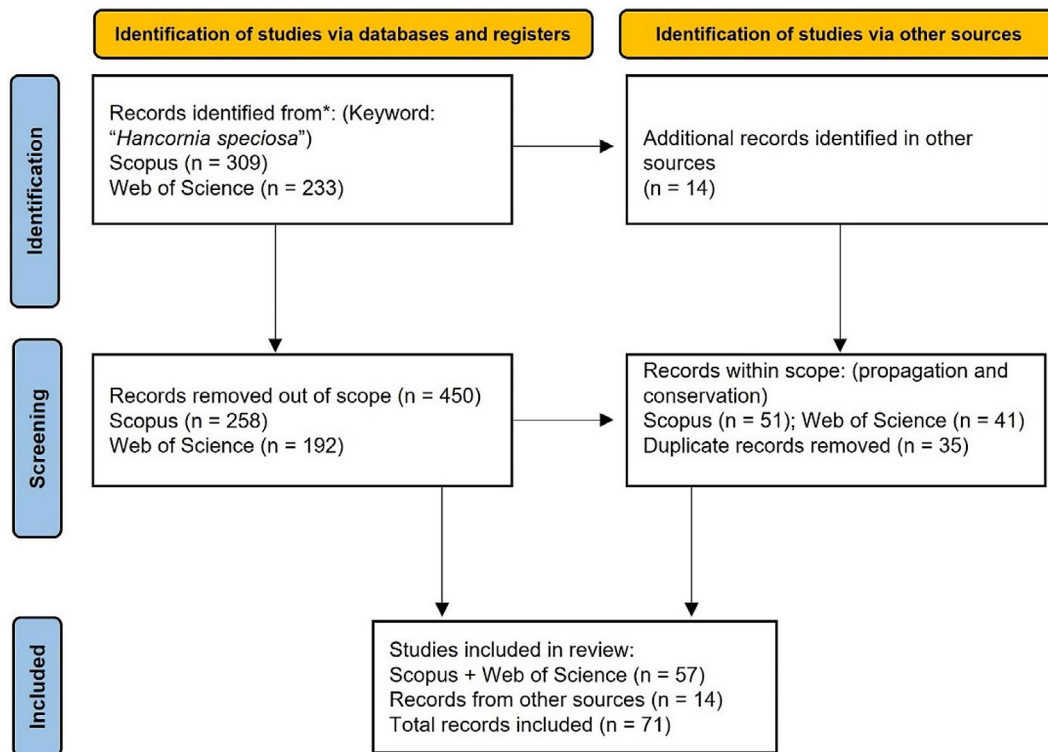 Identification of studies via databases and registers
Identification of studies via other sources
Identification
Records identified from*: (Keyword:
“Hancornia speciosa”)
Scopus (n = 309)
Web of Science (n = 233)
Additional records identified in other
sources
(n = 14)
Screening
Records removed out of scope (n = 450)
Scopus (n = 258)
Web of Science (n = 192)
Records within scope: (propagation and
conservation)
Scopus (n = 51); Web of Science (n = 41)
Duplicate records removed (n = 35)
Included
Studies included in review:
Scopus + Web of Science (n = 57)
Records from other sources (n = 14)
Total records included (n = 71)